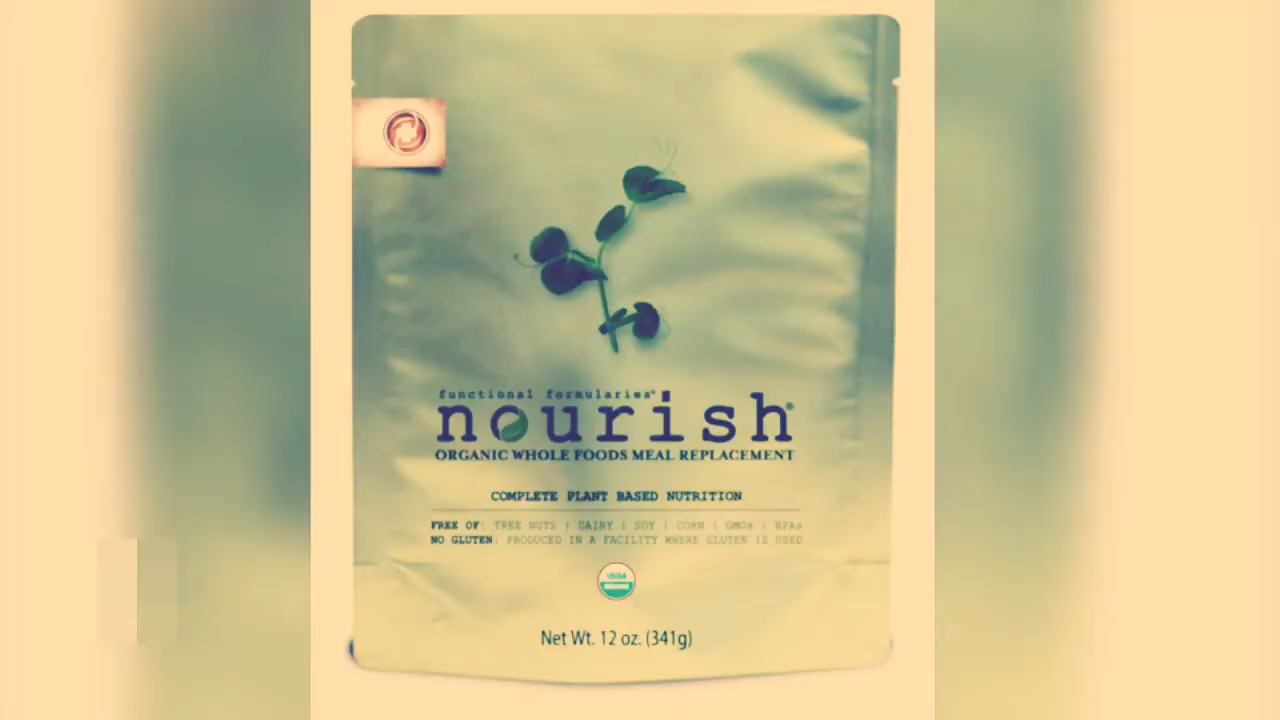 functional formularies®
nourish®
ORGANIC WHOLE FOODS MEAL REPLACEMENT
COMPLETE PLANT BASED NUTRITION
FREE OF: TREE NUTS | DAIRY | SOY | CORN | GMOs | BPAs
NO GLUTEN: PRODUCED IN A FACILITY WHERE GLUTEN IS USED
USDA
ORGANIC
Net Wt. 12 oz. (341g)